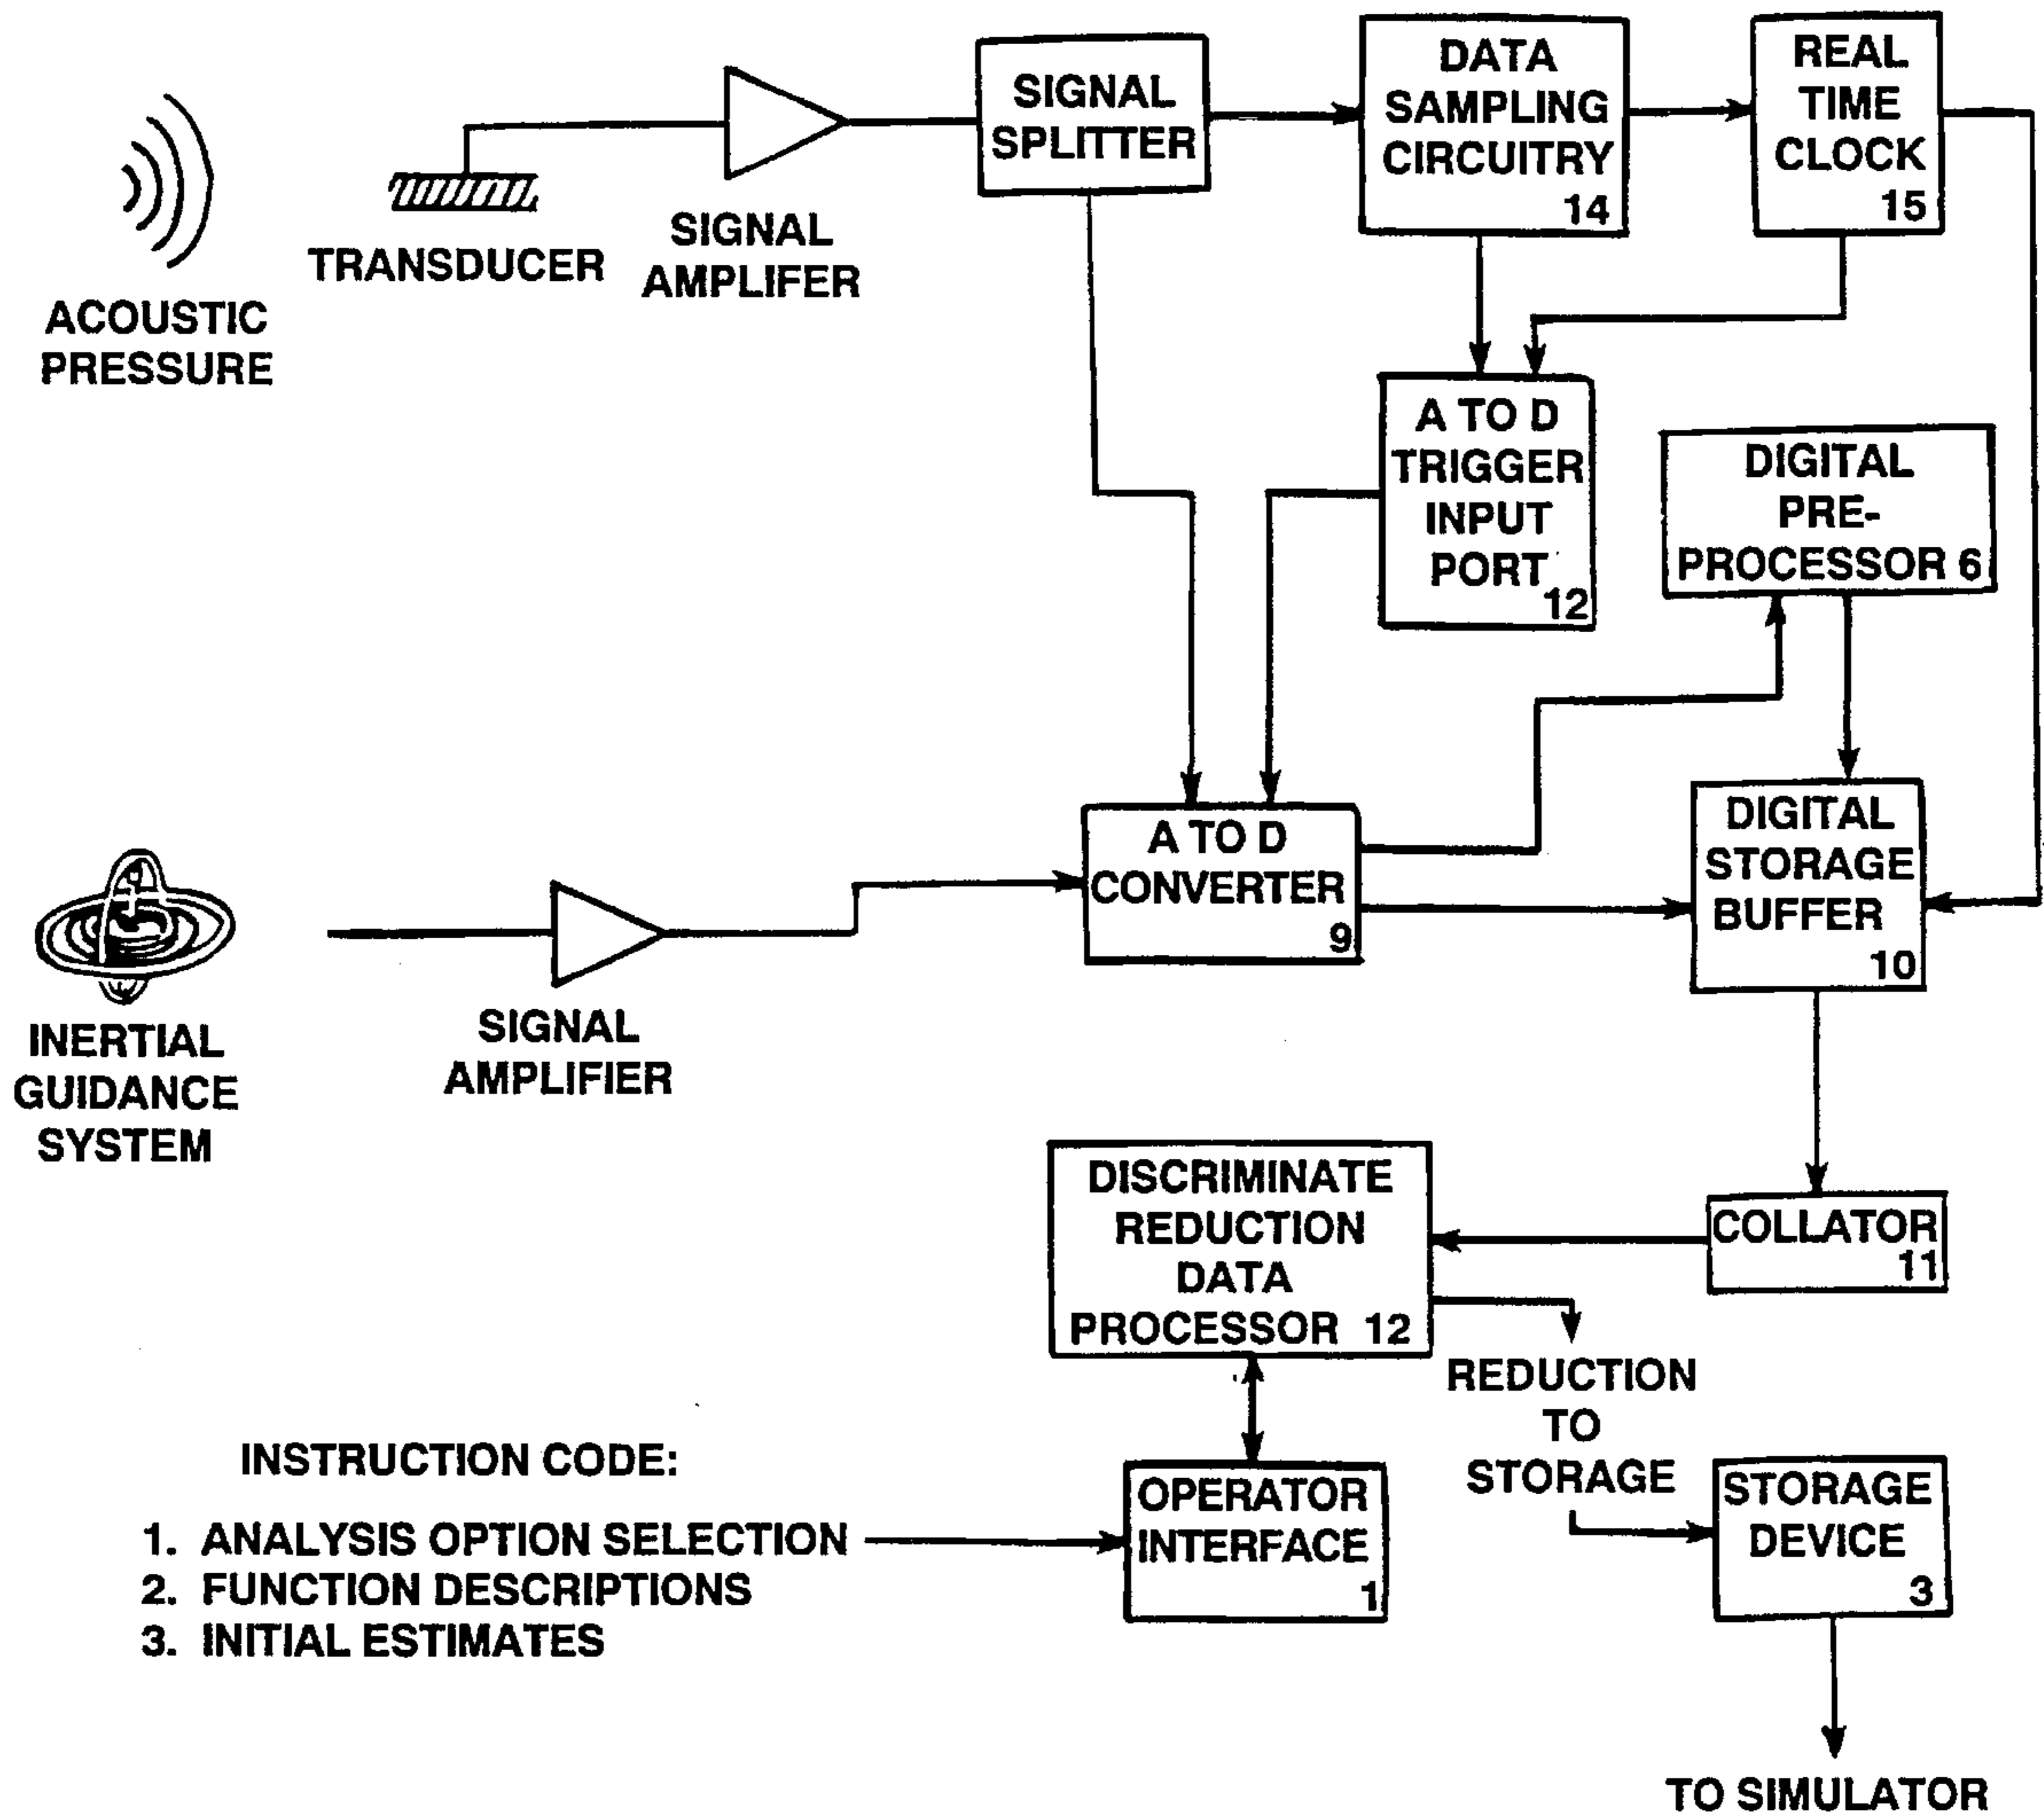 SIGNAL
SPLITTER
DATA
SAMPLING
CIRCUITRY
14
REAL
TIME
CLOCK
15
TRANSDUCER
SIGNAL
AMPLIFER
ACOUSTIC
PRESSURE
A TO D
TRIGGER
INPUT
PORT
12
DIGITAL
PRE-
PROCESSOR 6
A TO D
CONVERTER
9
DIGITAL
STORAGE
BUFFER
10
INERTIAL
GUIDANCE
SYSTEM
SIGNAL
AMPLIFIER
DISCRIMINATE
REDUCTION
DATA
PROCESSOR 12
COLLATOR
11
REDUCTION
TO
STORAGE
INSTRUCTION CODE:
1. ANALYSIS OPTION SELECTION
2. FUNCTION DESCRIPTIONS
3. INITIAL ESTIMATES
OPERATOR
INTERFACE
1
STORAGE
DEVICE
3
TO SIMULATOR